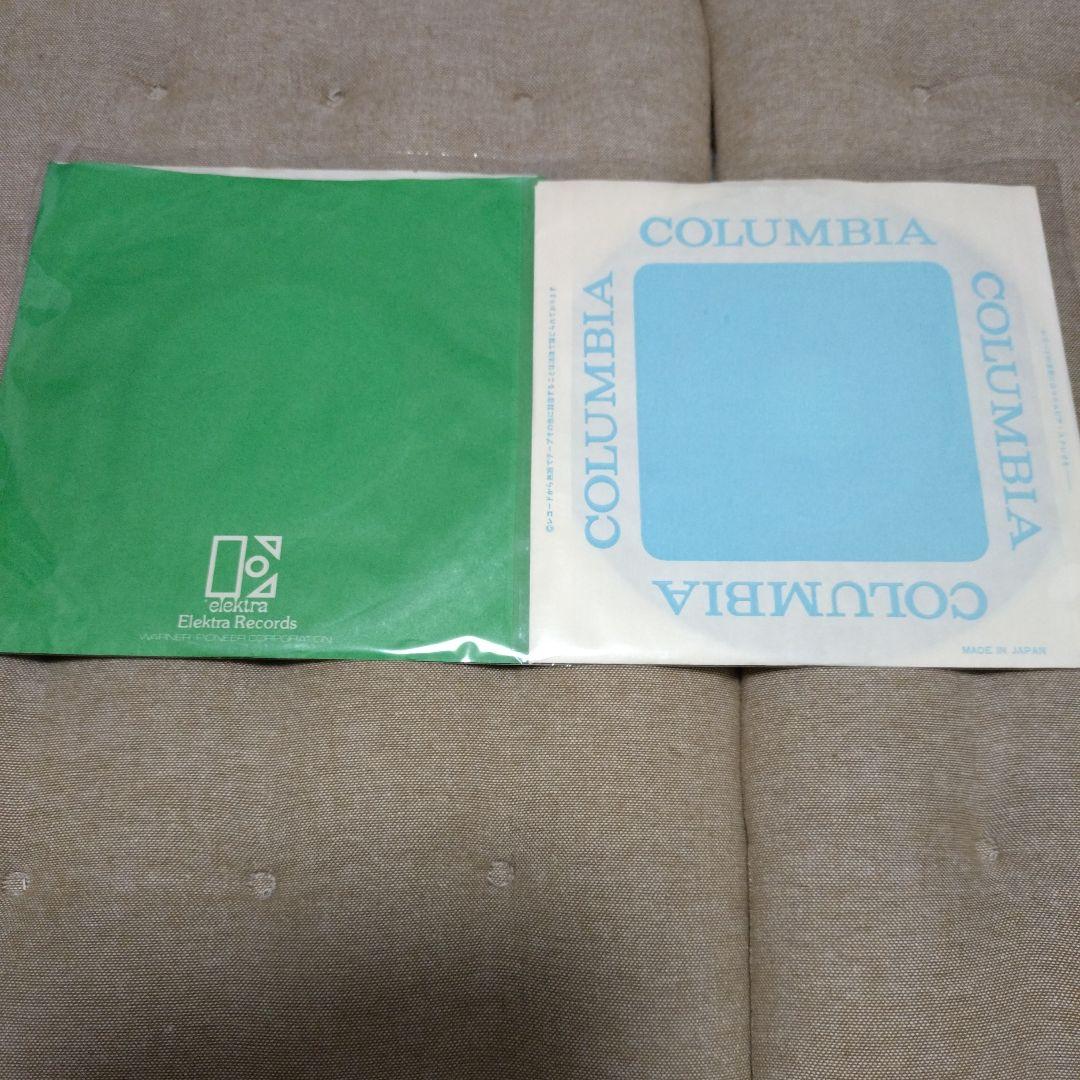 elektra
Elektra Records
WARNER-PIONEER CORPORATION
COLUMBIA
COLUMBIA
COLUMBIA
COLUMBIA
MADE IN JAPAN